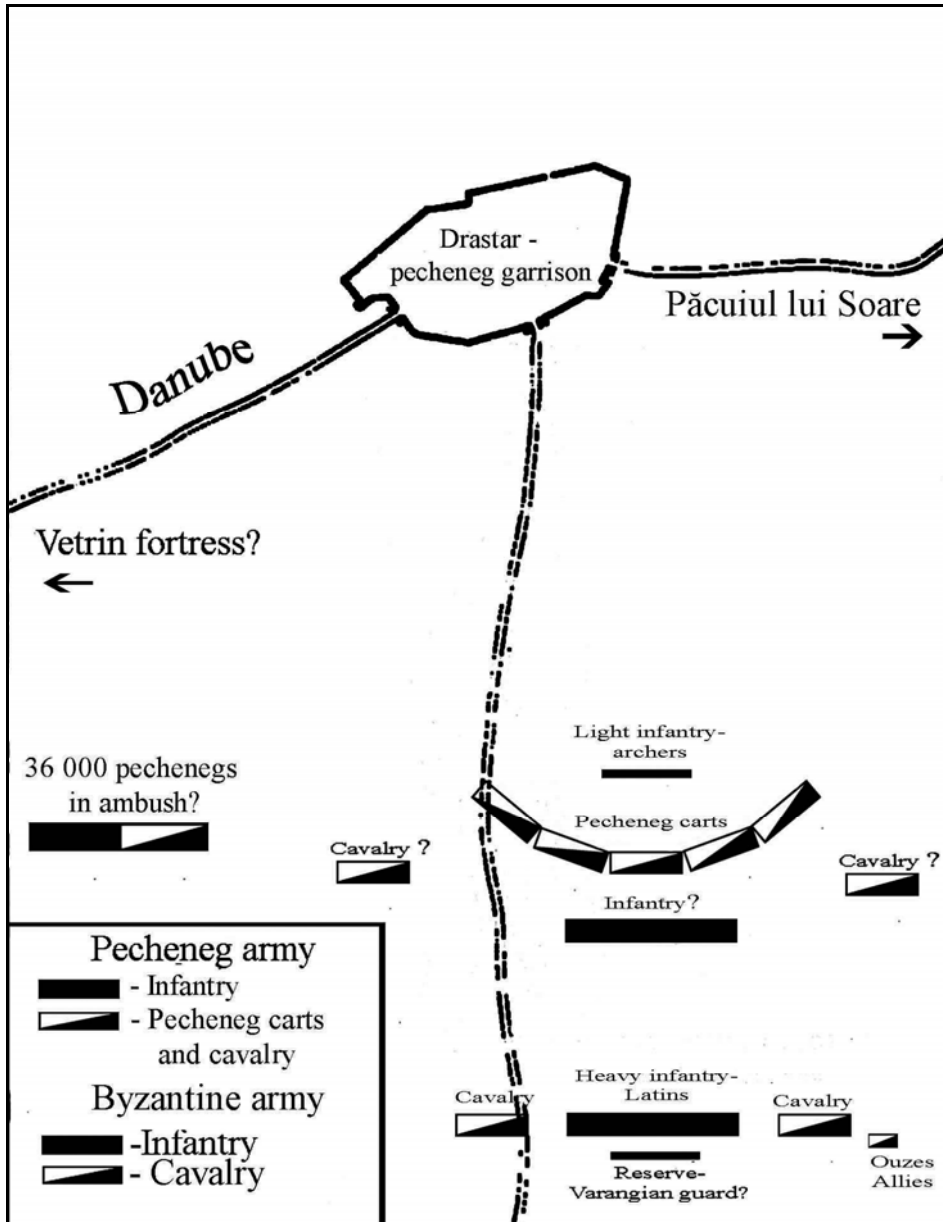 Drastar -
pecheneg garrison
Păcuiul lui Soare
Danube
Vetrin fortress?
Light infantry-
archers
36 000 pechenegs
in ambush?
Pecheneg carts
Cavalry ?
Cavalry ?
Infantry?
Pecheneg army
- Infantry
- Pecheneg carts
and cavalry
Byzantine army
-Infantry
- Cavalry
Cavalry
Heavy infantry-
Latins
Cavalry
Ouzes
Allies
Reserve-
Varangian guard?